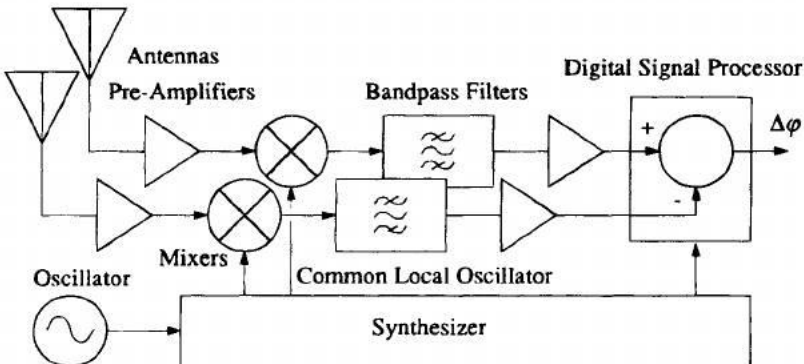 Antennas
Digital Signal Processor
Pre-Amplifiers
Bandpass Filters
+
Δφ
-
Mixers
Oscillator
Common Local Oscillator
Synthesizer